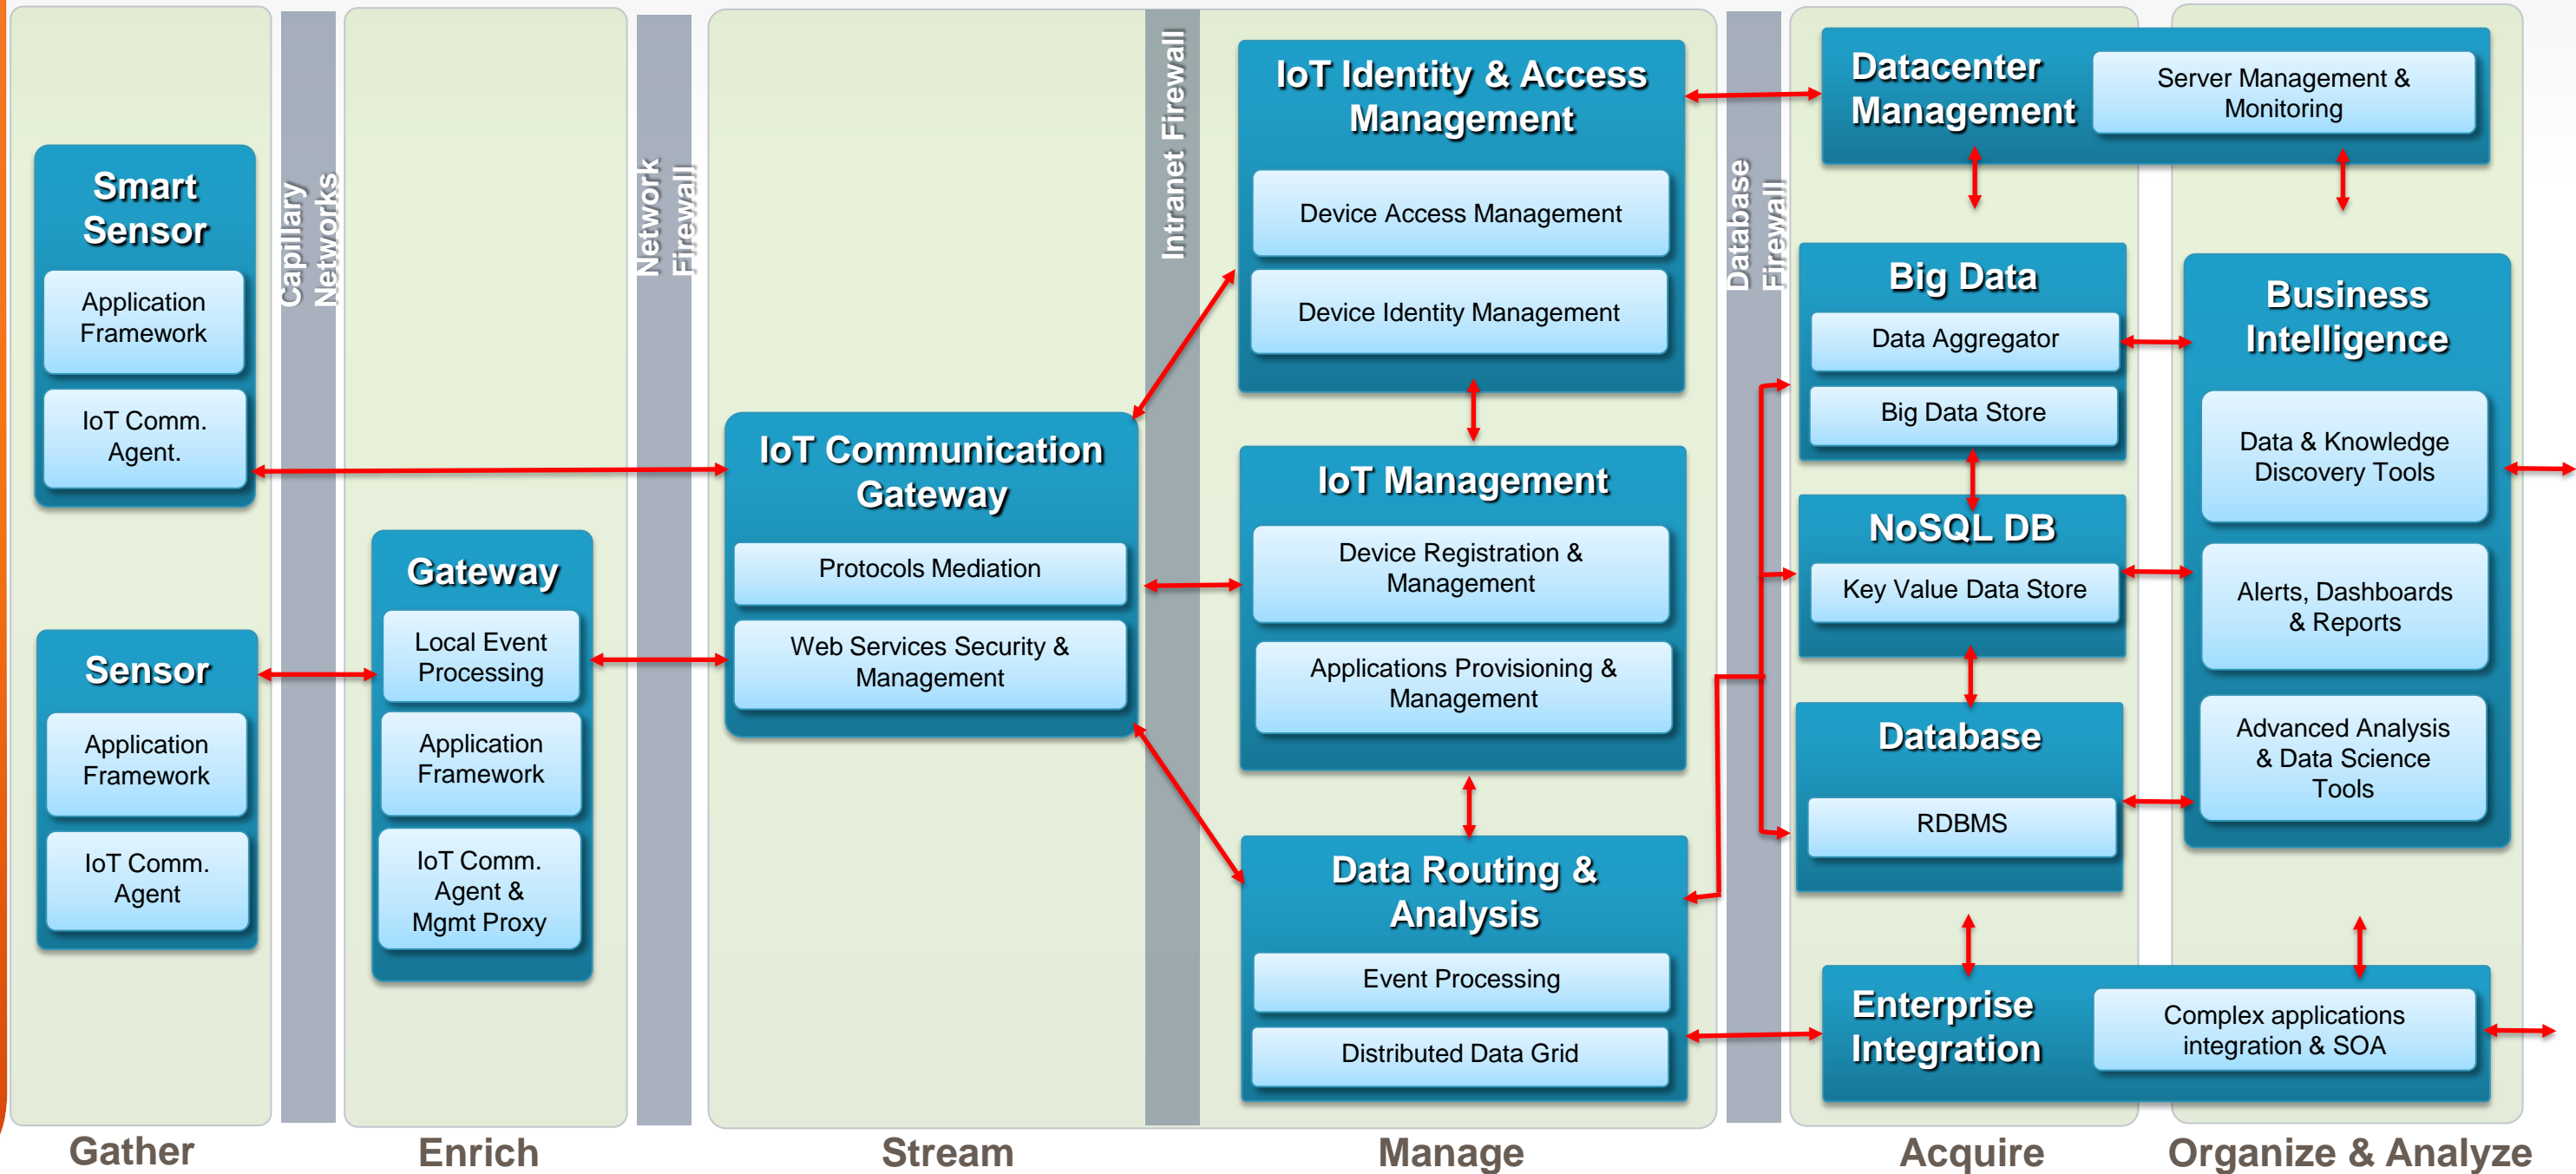 Smart
Sensor
Application
Framework
IoT Comm.
Agent.
Sensor
Application
Framework
IoT Comm.
Agent
Gather
Capillary
Networks
Gateway
Local Event
Processing
Application
Framework
IoT Comm.
Agent &
Mgmt Proxy
Enrich
Network
Firewall
IoT Communication
Gateway
Protocols Mediation
Web Services Security &
Management
Stream
Intranet Firewall
IoT Identity & Access
Management
Device Access Management
Device Identity Management
IoT Management
Device Registration &
Management
Applications Provisioning &
Management
Data Routing &
Analysis
Event Processing
Distributed Data Grid
Manage
Database
Firewall
Datacenter
Management
Server Management &
Monitoring
Big Data
Data Aggregator
Big Data Store
NoSQL DB
Key Value Data Store
Database
RDBMS
Enterprise
Integration
Complex applications
integration & SOA
Acquire
Business
Intelligence
Data & Knowledge
Discovery Tools
Alerts, Dashboards
& Reports
Advanced Analysis
& Data Science
Tools
Organize & Analyze